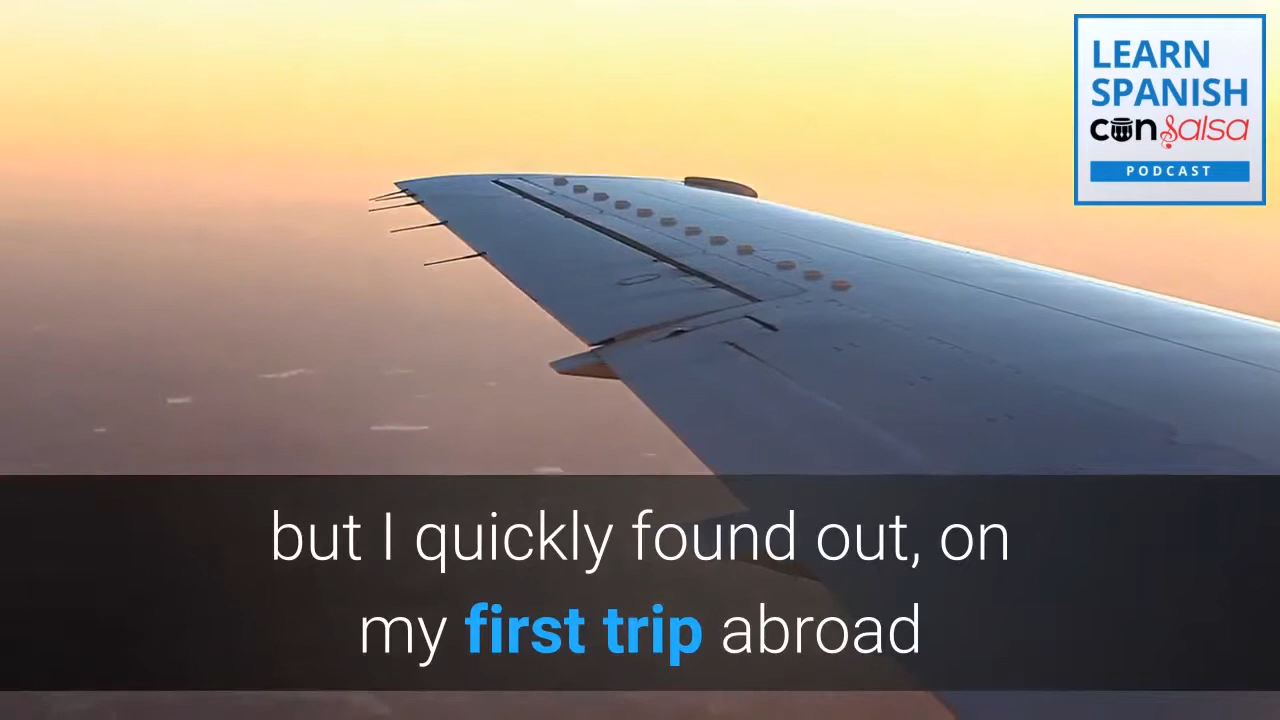 LEARN
SPANISH
con salsa
PODCAST
but I quickly found out, on
my first trip abroad